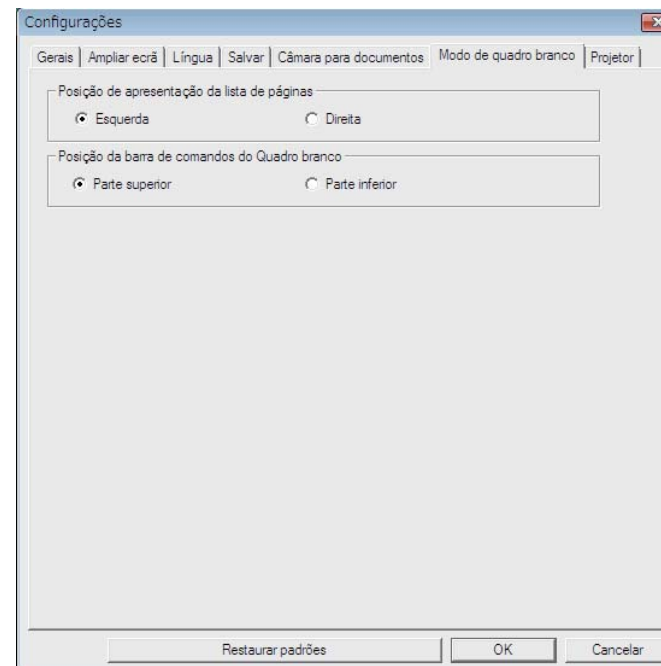 Configurações
Gerais Ampliar ecrã Língua Salvar Câmara para documentos Modo de quadro branco Projetor
Posição de apresentação da lista de páginas
Esquerda Direita
Posição da barra de comandos do Quadro branco
Parte superior Parte inferior
Restaurar padrões OK Cancelar